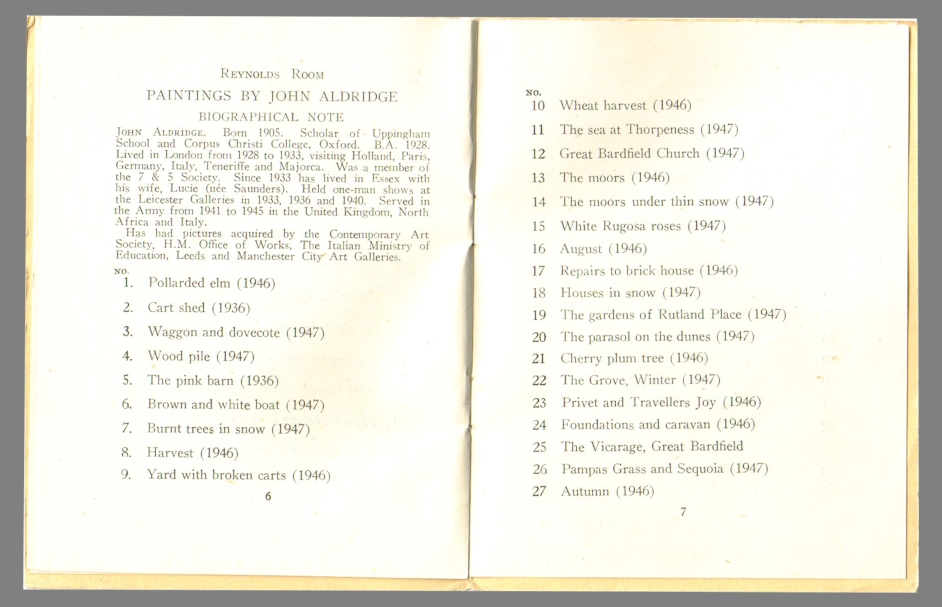 Reynolds Room
PAINTINGS BY JOHN ALDRIDGE
BIOGRAPHICAL NOTE
John Aldridge. Born 1905. Scholar of Uppingham
School and Corpus Christi College, Oxford. B.A. 1928.
Lived in London from 1928 to 1933, visiting Holland, Paris,
Germany, Italy, Teneriffe and Majorca. Was a member of
the 7 & 5 Society. Since 1933 has lived in Essex with
his wife, Lucie (née Saunders). Held one-man shows at
the Leicester Galleries in 1933, 1936 and 1940. Served in
the Army from 1941 to 1945 in the United Kingdom, North
Africa and Italy.
Has had pictures acquired by the Contemporary Art
Society, H.M. Office of Works, The Italian Ministry of
Education, Leeds and Manchester City Art Galleries.
NO.
1. Pollarded elm (1946)
2. Cart shed (1936)
3. Waggon and dovecote (1947)
4. Wood pile (1947)
5. The pink barn (1936)
6. Brown and white boat (1947)
7. Burnt trees in snow (1947)
8. Harvest (1946)
9. Yard with broken carts (1946)
6
NO.
10 Wheat harvest (1946)
11 The sea at Thorpeness (1947)
12 Great Bardfield Church (1947)
13 The moors (1946)
14 The moors under thin snow (1947)
15 White Rugosa roses (1947)
16 August (1946)
17 Repairs to brick house (1946)
18 Houses in snow (1947)
19 The gardens of Rutland Place (1947)
20 The parasol on the dunes (1947)
21 Cherry plum tree (1946)
22 The Grove, Winter (1947)
23 Privet and Travellers Joy (1946)
24 Foundations and caravan (1946)
25 The Vicarage, Great Bardfield
26 Pampas Grass and Sequoia (1947)
27 Autumn (1946)
7